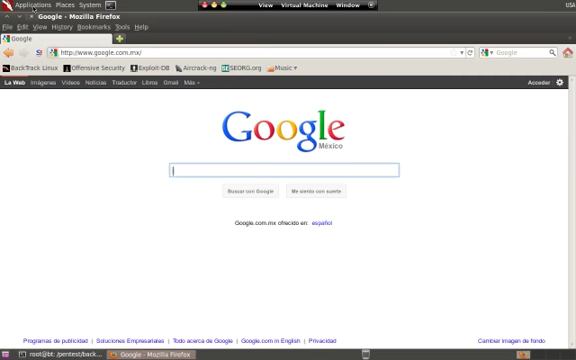 Applications Places System
View Virtual Machine Window
USA
Google - Mozilla Firefox
File Edit View History Bookmarks Tools Help
Google
http://www.google.com.mx/
Google
BackTrack Linux Offensive Security Exploit-DB Aircrack-ng SEORG.org Music
La Web Imágenes Vídeos Noticias Traductor Libros Gmail Más
Acceder
Google
México
Buscar con Google
Me siento con suerte
Google.com.mx ofrecido en: español
Programas de publicidad Soluciones Empresariales Todo acerca de Google Google.com in English Privacidad
Cambiar imagen de fondo
root@bt: /pentest/back...
Google - Mozilla Firefox